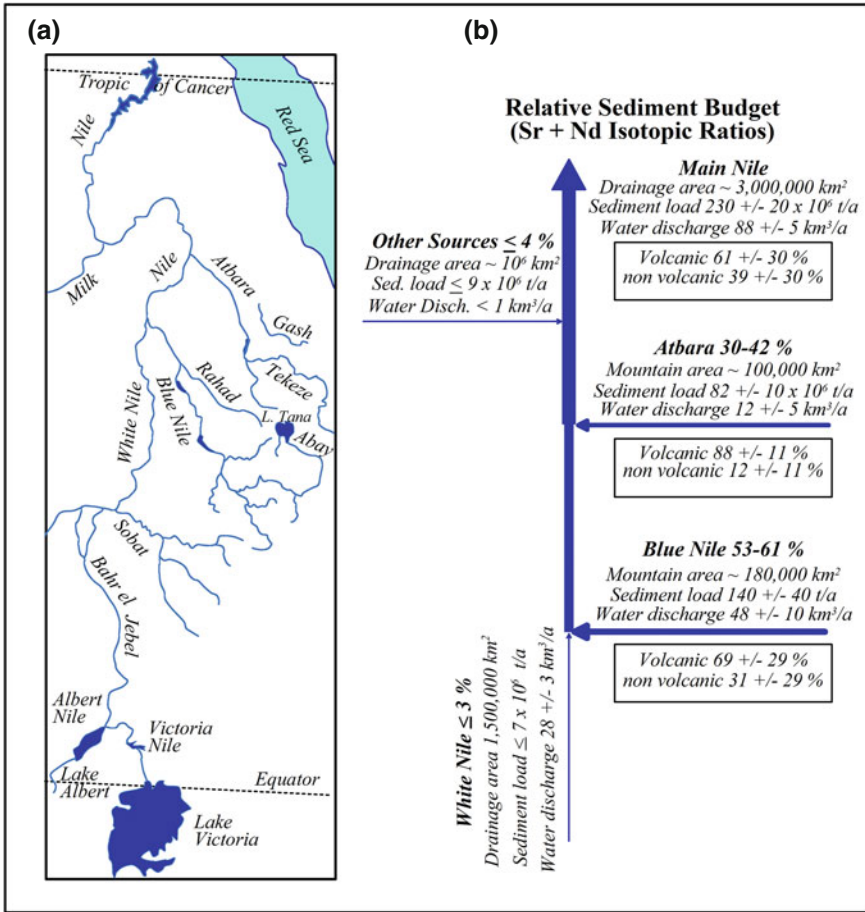 (a)
Tropic of Cancer
Nile
Red Sea
Nile
Milk
Atbara
Gash
Tekeze
Rahad
Blue Nile
White Nile
L. Tana
Abay
Sobat
Bahr el
Jebel
Albert
Nile
Victoria
Nile
Lake
Albert
Equator
Lake
Victoria
(b)
Relative Sediment Budget
(Sr + Nd Isotopic Ratios)
Main Nile
Drainage area ~ 3,000,000 km²
Sediment load 230 +/- 20 x 10⁶ t/a
Water discharge 88 +/- 5 km³/a
Volcanic 61 +/- 30 %
non volcanic 39 +/- 30 %
Other Sources ≤ 4 %
Drainage area ~ 10⁶ km²
Sed. load ≤ 9 x 10⁶ t/a
Water Disch. < 1 km³/a
Atbara 30-42 %
Mountain area ~ 100,000 km²
Sediment load 82 +/- 10 x 10⁶ t/a
Water discharge 12 +/- 5 km³/a
Volcanic 88 +/- 11 %
non volcanic 12 +/- 11 %
Blue Nile 53-61 %
Mountain area ~ 180,000 km²
Sediment load 140 +/- 40 t/a
Water discharge 48 +/- 10 km³/a
Volcanic 69 +/- 29 %
non volcanic 31 +/- 29 %
White Nile ≤ 3 %
Drainage area 1,500,000 km²
Sediment load ≤ 7 x 10⁶ t/a
Water discharge 28 +/- 3 km³/a